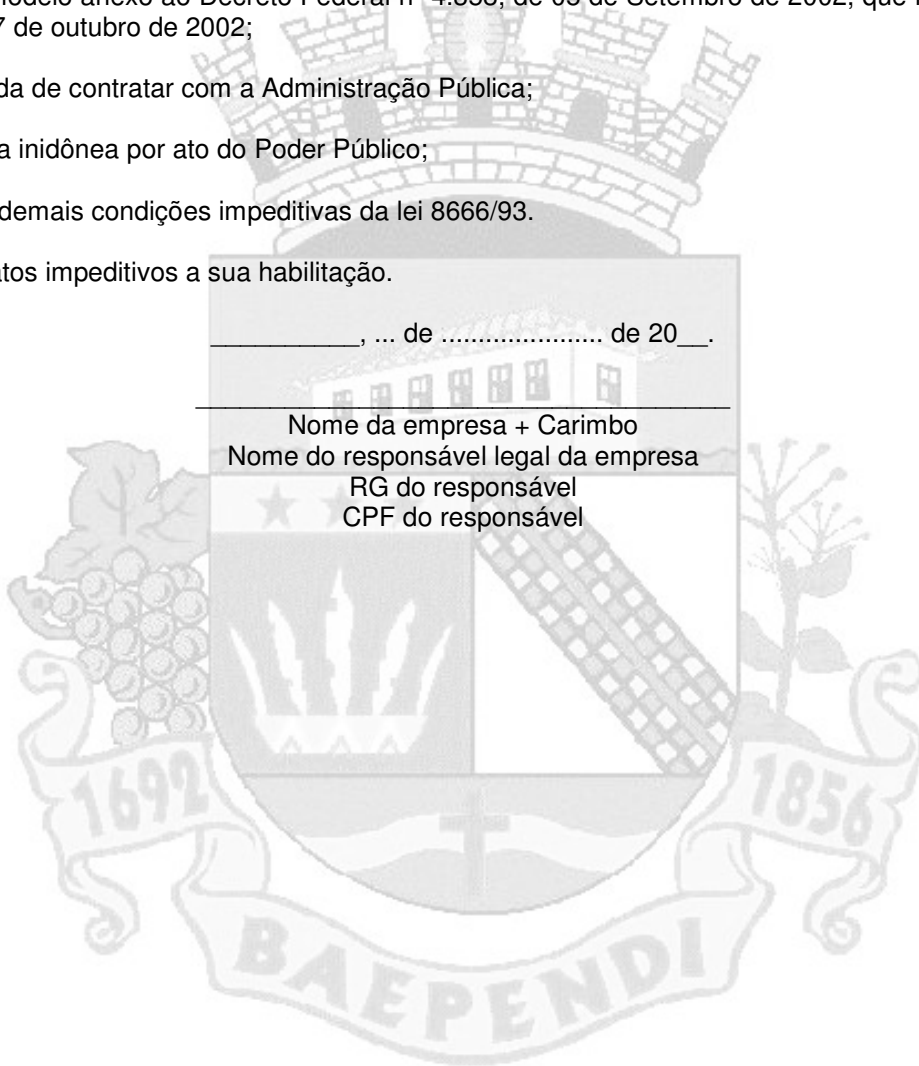 modelo anexo ao Decreto Federal nº 4.358, de 05 de Setembro de 2002, que
7 de outubro de 2002;
da de contratar com a Administração Pública;
a inidônea por ato do Poder Público;
demais condições impeditivas da lei 8666/93.
atos impeditivos a sua habilitação.
__________, ... de ...................... de 20__.
____________________________________
Nome da empresa + Carimbo
Nome do responsável legal da empresa
RG do responsável
CPF do responsável
1692
1856
BAEPENDI